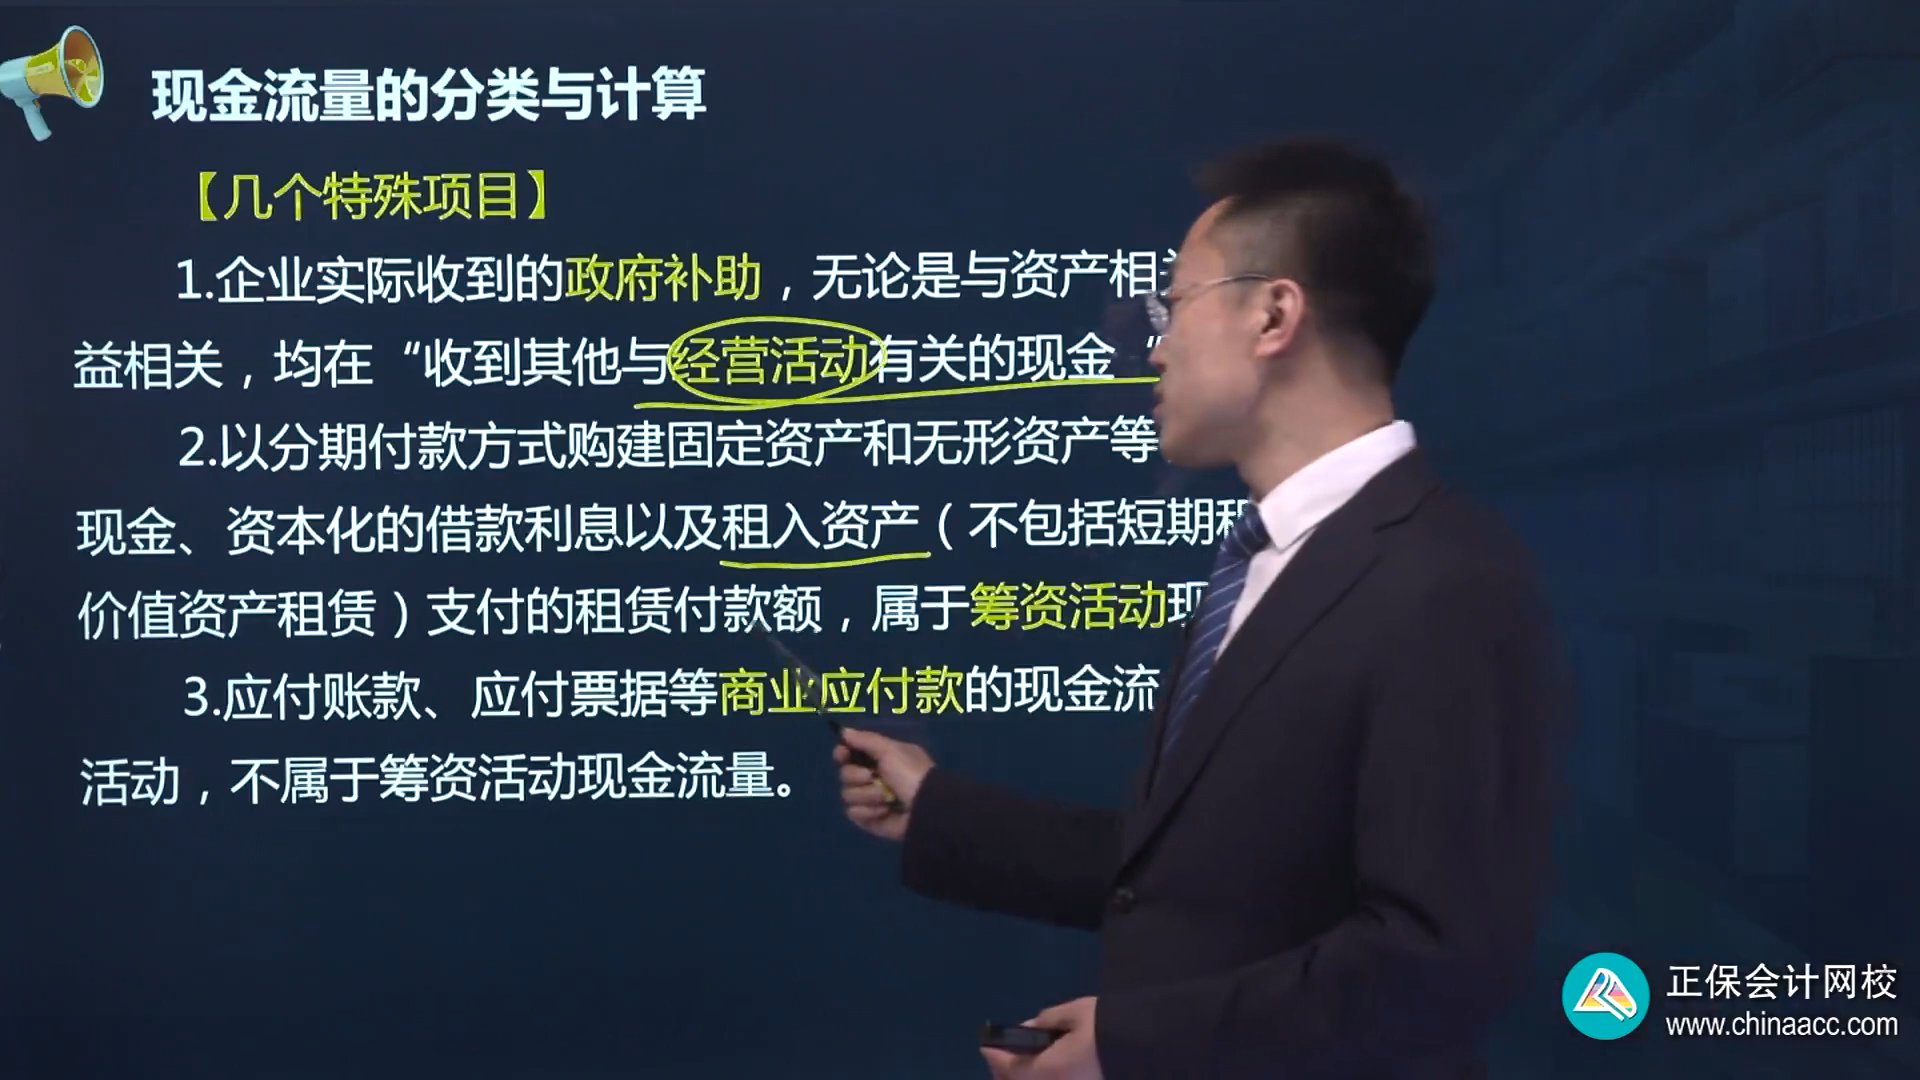 现金流量的分类与计算
【几个特殊项目】
1.企业实际收到的政府补助，无论是与资产相关
益相关，均在“收到其他与经营活动有关的现金“
2.以分期付款方式购建固定资产和无形资产等
现金、资本化的借款利息以及租入资产（不包括短期租
价值资产租赁）支付的租赁付款额，属于筹资活动现
3.应付账款、应付票据等商业应付款的现金流
活动，不属于筹资活动现金流量。
正保会计网校
www.chinaacc.com